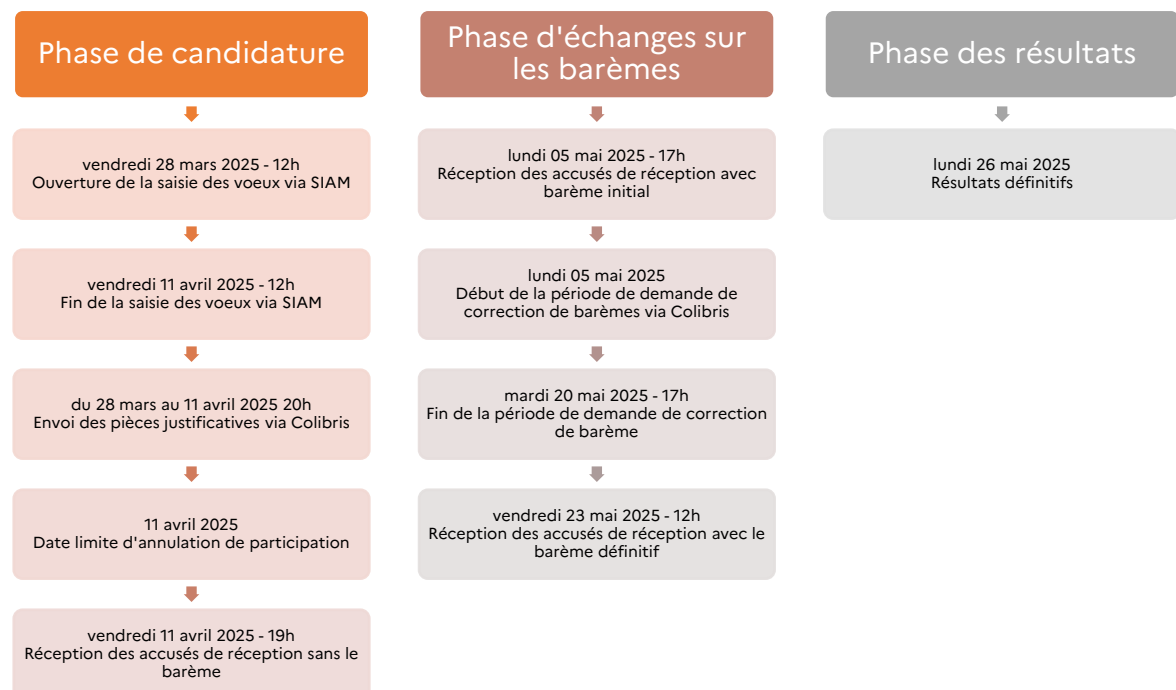 Phase de candidature
vendredi 28 mars 2025 - 12h
Ouverture de la saisie des voeux via SIAM
vendredi 11 avril 2025 - 12h
Fin de la saisie des voeux via SIAM
du 28 mars au 11 avril 2025 20h
Envoi des pièces justificatives via Colibris
11 avril 2025
Date limite d'annulation de participation
vendredi 11 avril 2025 - 19h
Réception des accusés de réception sans le
barème
Phase d'échanges sur
les barèmes
lundi 05 mai 2025 - 17h
Réception des accusés de réception avec
barème initial
lundi 05 mai 2025
Début de la période de demande de
correction de barèmes via Colibris
mardi 20 mai 2025 - 17h
Fin de la période de demande de correction
de barème
vendredi 23 mai 2025 - 12h
Réception des accusés de réception avec le
barème définitif
Phase des résultats
lundi 26 mai 2025
Résultats définitifs